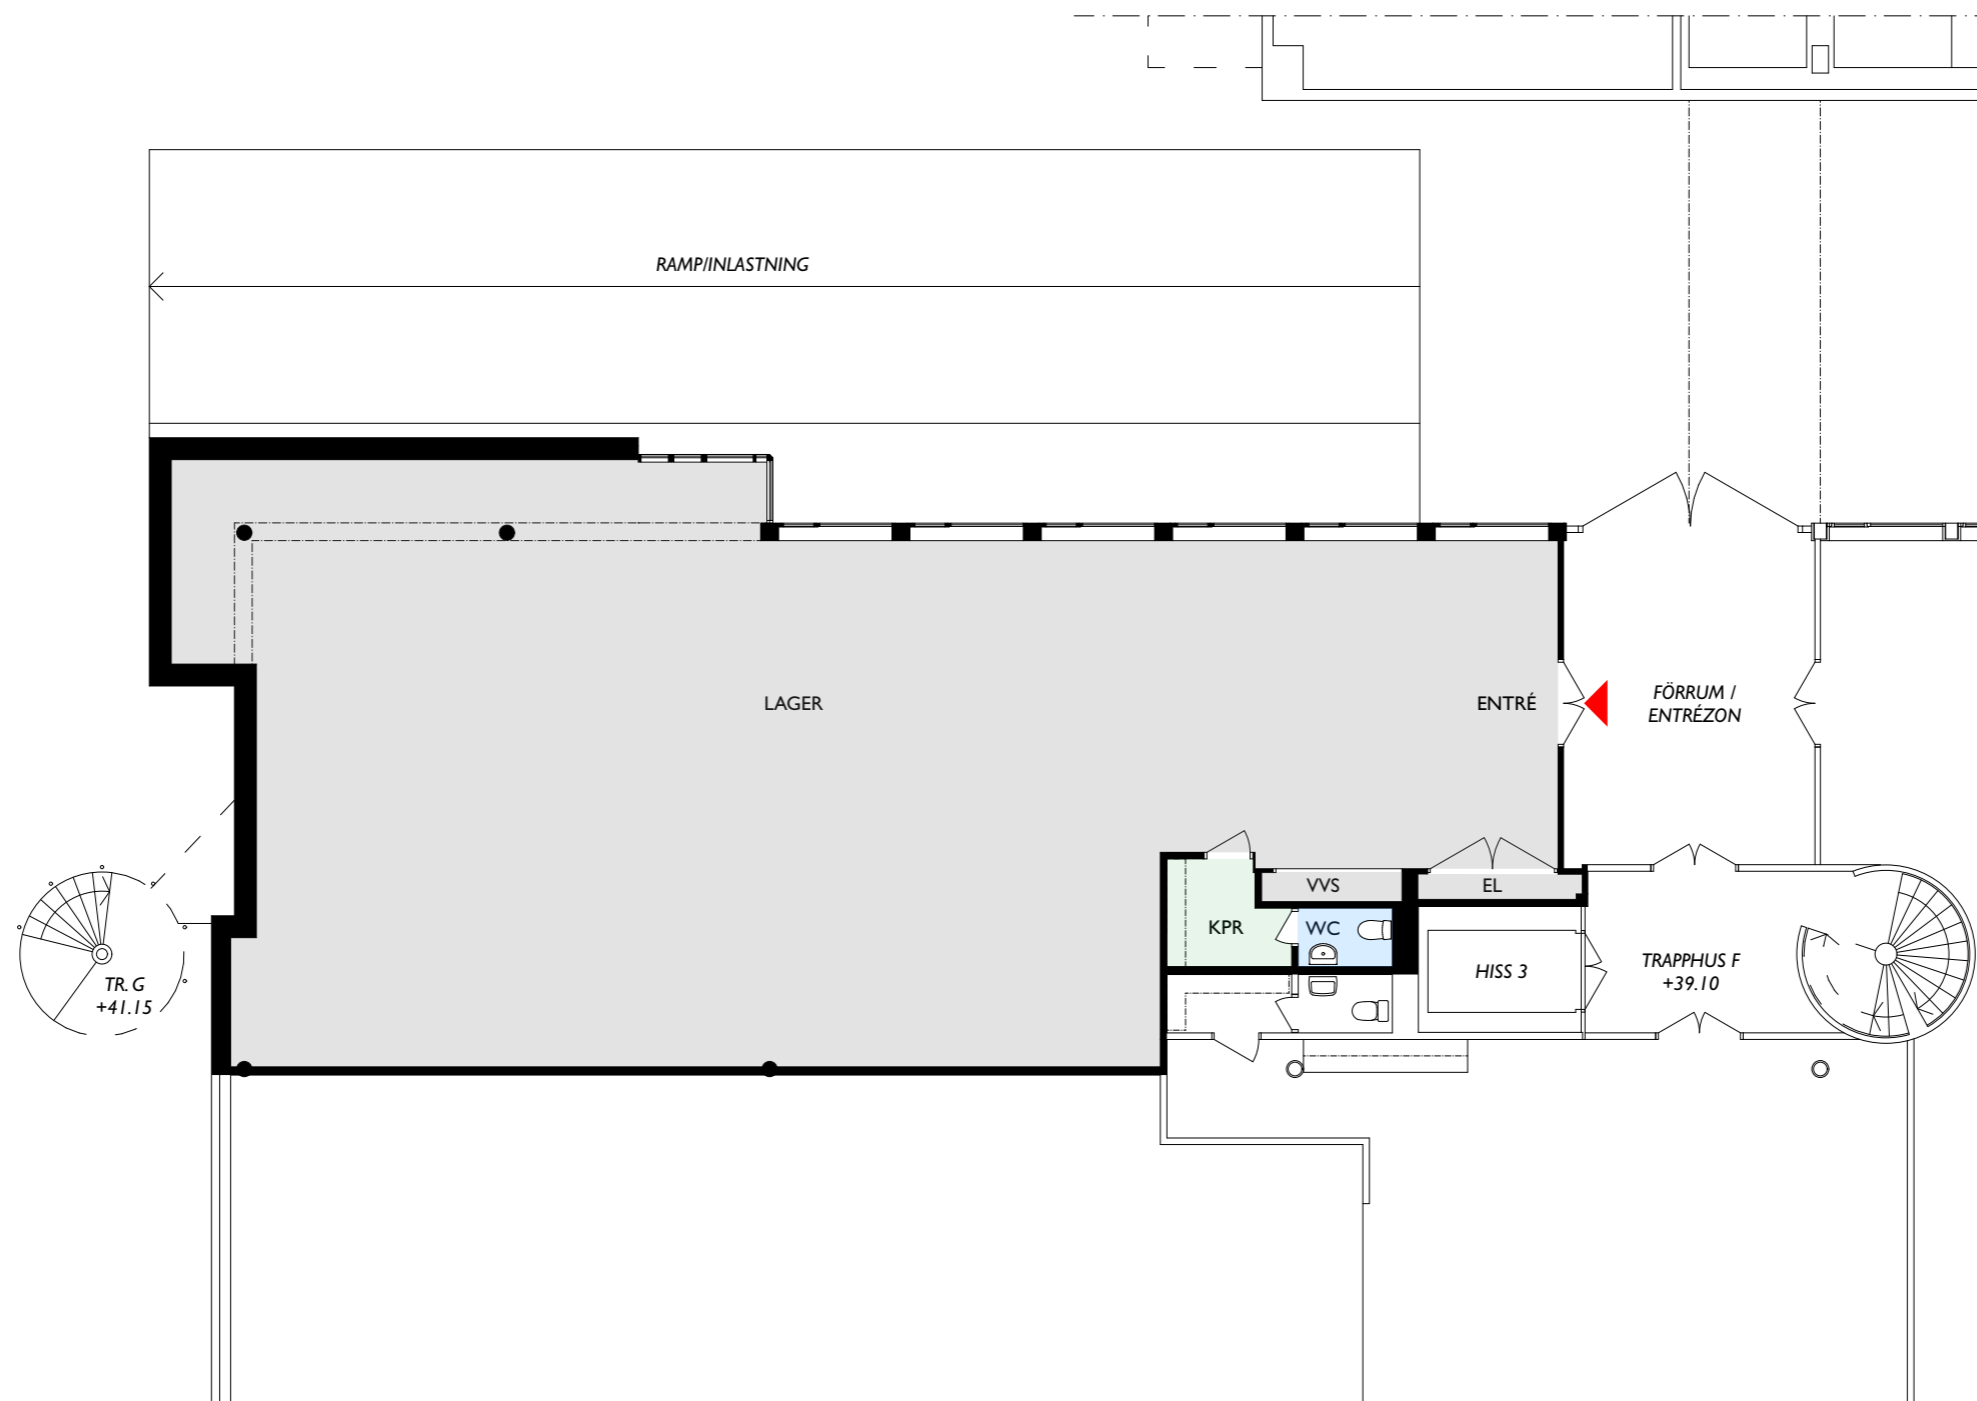 RAMP/INLASTNING
LAGER
ENTRÉ
FÖRRUM /
ENTRÉZON
VVS
EL
KPR
WC
HISS 3
TRAPPHUS F
+39.10
TR. G
+41.15